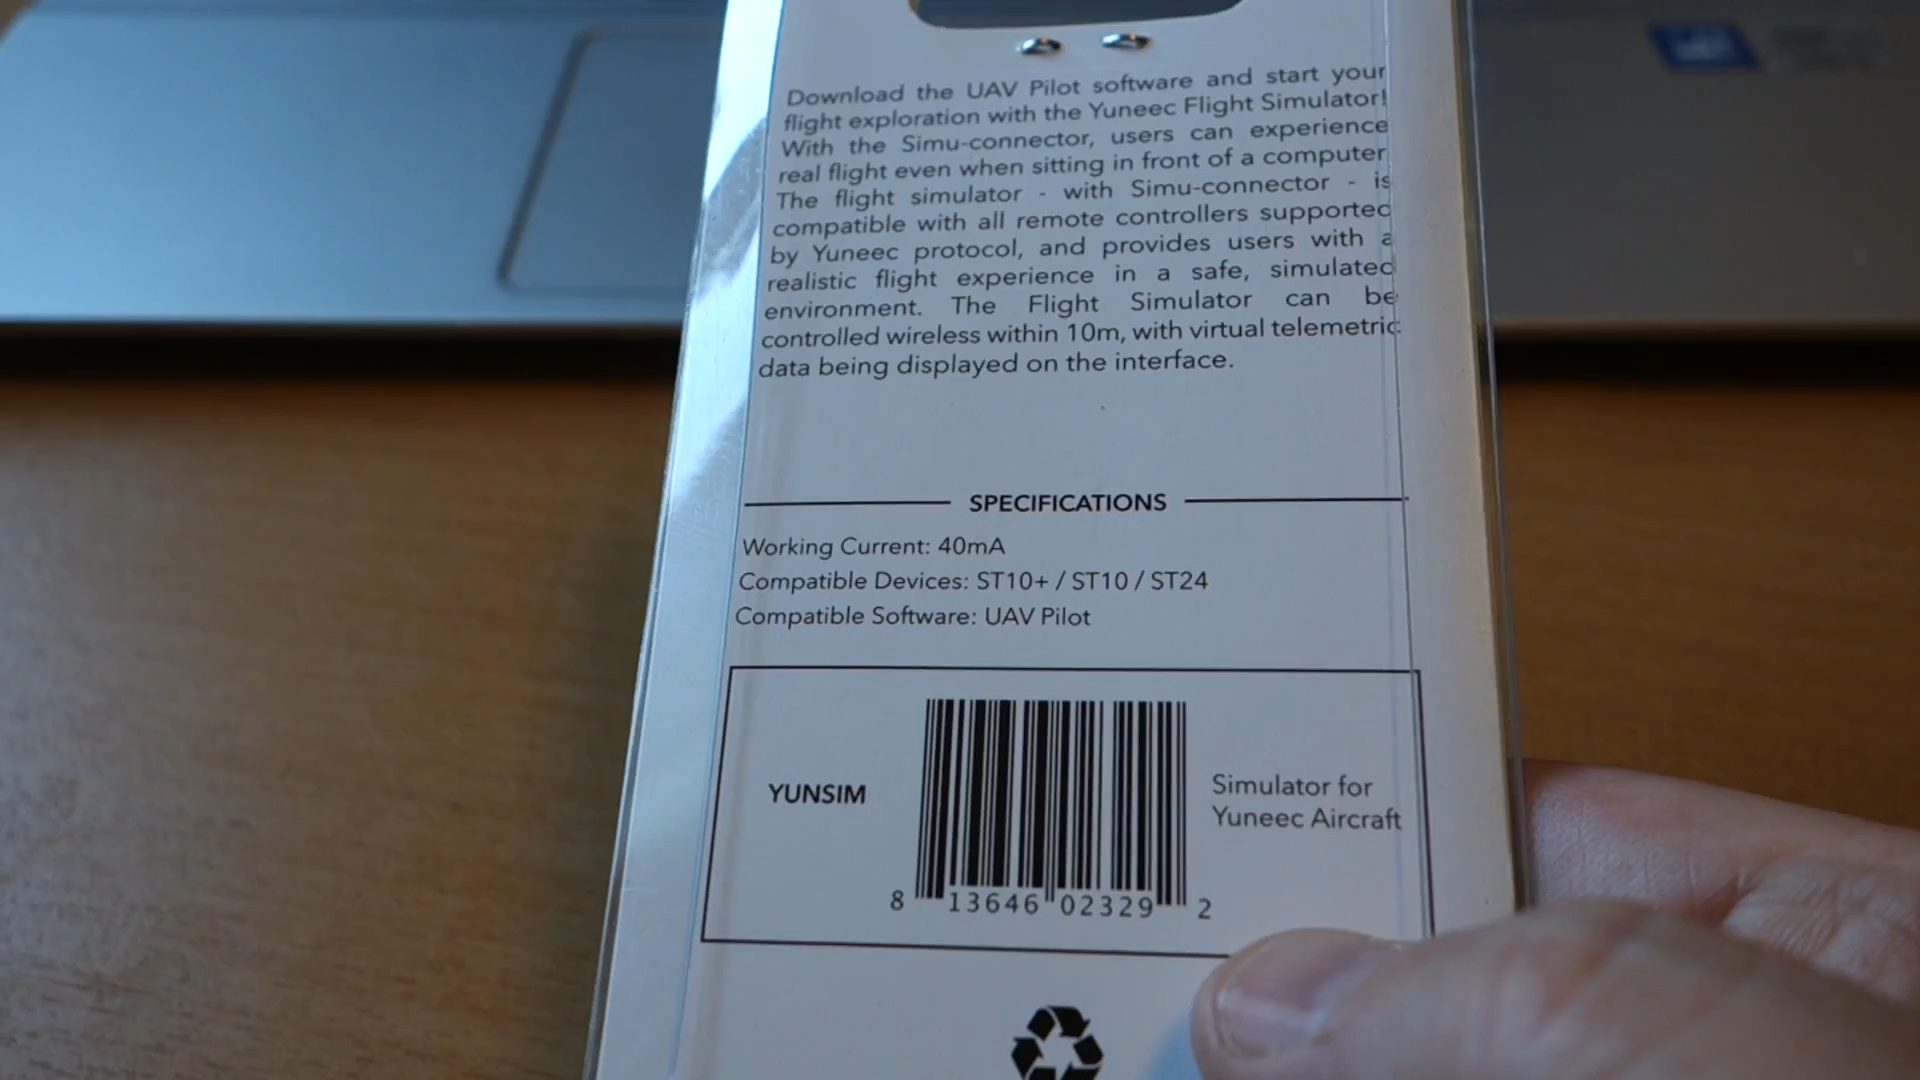 Download the UAV Pilot software and start your
flight exploration with the Yuneec Flight Simulator!
With the Simu-connector, users can experience
real flight even when sitting in front of a computer
The flight simulator - with Simu-connector - is
compatible with all remote controllers supported
by Yuneec protocol, and provides users with a
realistic flight experience in a safe, simulated
environment. The Flight Simulator can be
controlled wireless within 10m, with virtual telemetric
data being displayed on the interface.
SPECIFICATIONS
Working Current: 40mA
Compatible Devices: ST10+ / ST10 / ST24
Compatible Software: UAV Pilot
YUNSIM
Simulator for
Yuneec Aircraft
8 13646 02329 2